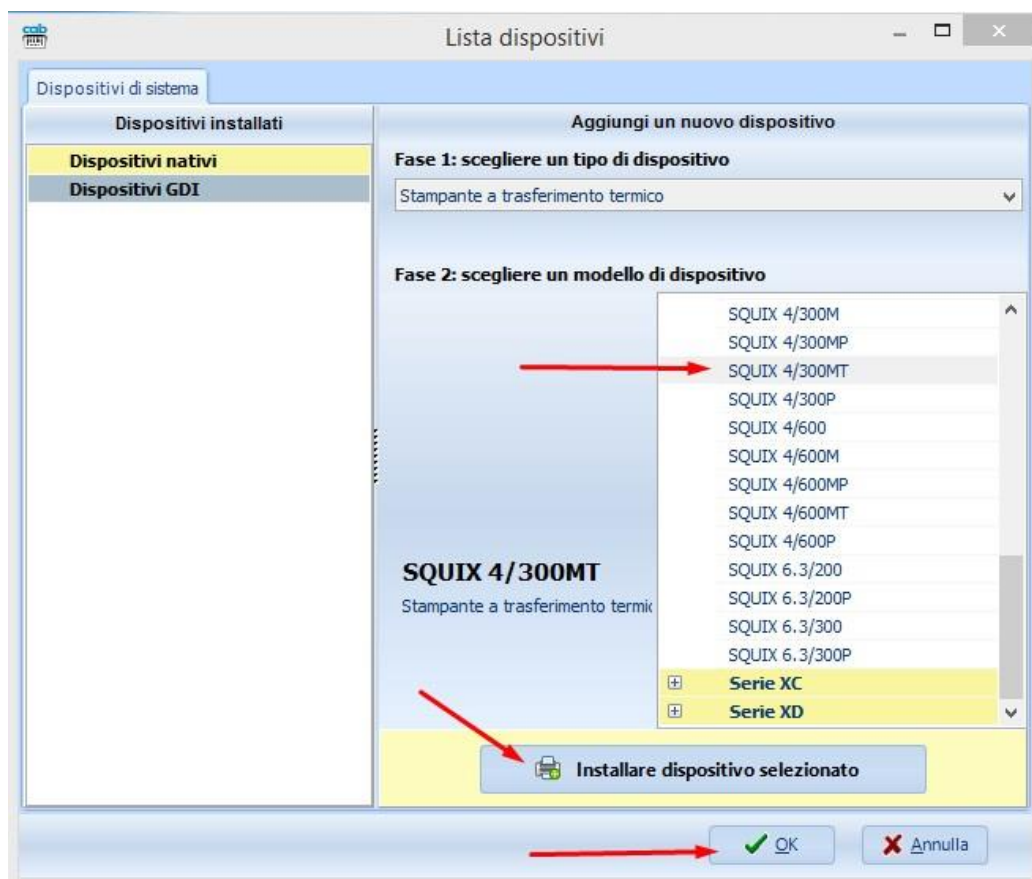 cab
Lista dispositivi
Dispositivi di sistema
Dispositivi installati
Dispositivi nativi
Dispositivi GDI
Aggiungi un nuovo dispositivo
Fase 1: scegliere un tipo di dispositivo
Stampante a trasferimento termico
Fase 2: scegliere un modello di dispositivo
SQUIX 4/300M
SQUIX 4/300MP
SQUIX 4/300MT
SQUIX 4/300P
SQUIX 4/600
SQUIX 4/600M
SQUIX 4/600MP
SQUIX 4/600MT
SQUIX 4/600P
SQUIX 6.3/200
SQUIX 6.3/200P
SQUIX 6.3/300
SQUIX 6.3/300P
Serie XC
Serie XD
SQUIX 4/300MT
Stampante a trasferimento termic
Installare dispositivo selezionato
OK
Annulla